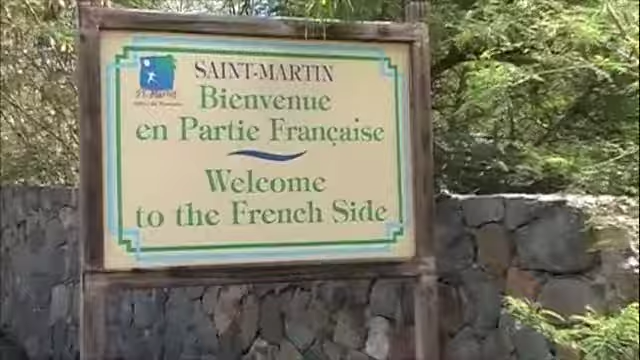 SAINT-MARTIN
Bienvenue
en Partie Française
Welcome
to the French Side